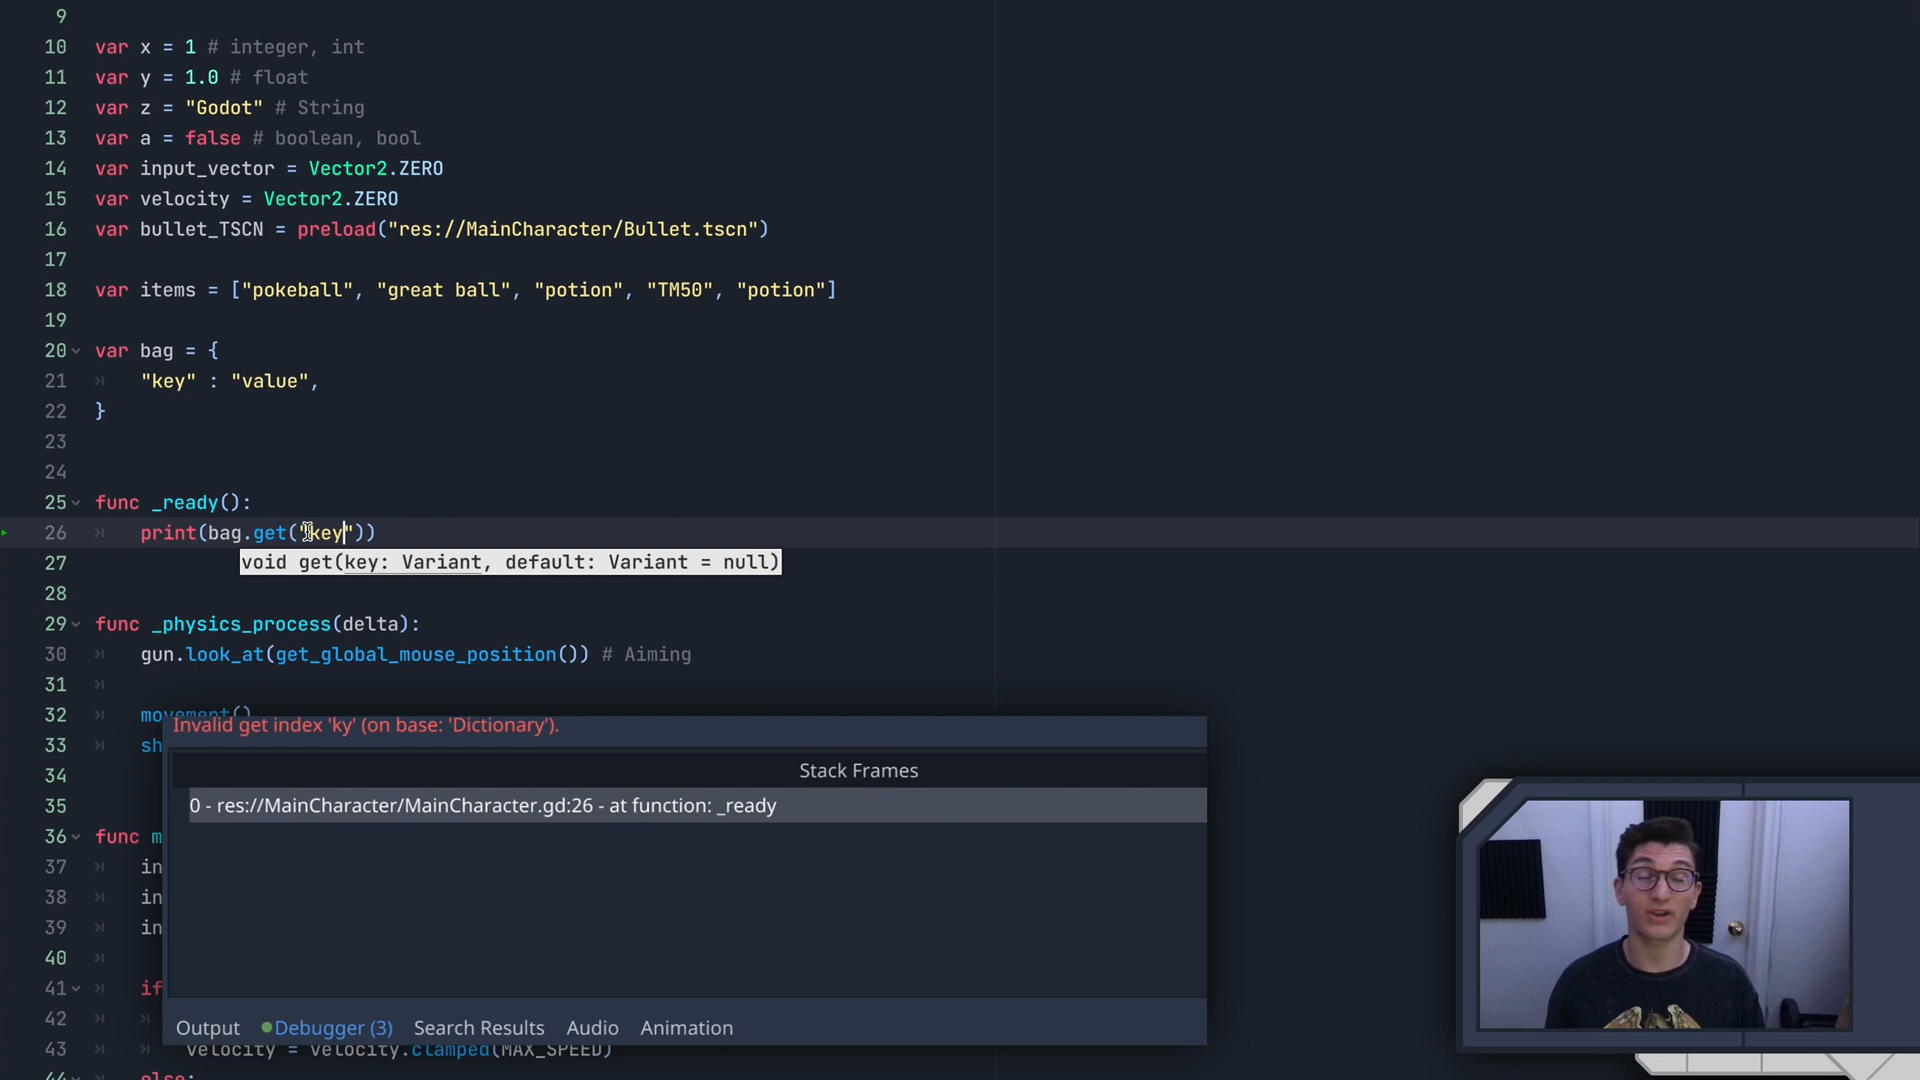 9
10 var x = 1 # integer, int
11 var y = 1.0 # float
12 var z = "Godot" # String
13 var a = false # boolean, bool
14 var input_vector = Vector2.ZERO
15 var velocity = Vector2.ZERO
16 var bullet_TSCN = preload("res://MainCharacter/Bullet.tscn")
17
18 var items = ["pokeball", "great ball", "potion", "TM50", "potion"]
19
20 var bag = {
21 "key" : "value",
22 }
23
24
25 func _ready():
26 print(bag.get("key"))
27 void get(key: Variant, default: Variant = null)
28
29 func _physics_process(delta):
30 gun.look_at(get_global_mouse_position()) # Aiming
31
32 movement()
Invalid get index 'ky' (on base: 'Dictionary').
33 sh
Stack Frames
34
35 0 - res://MainCharacter/MainCharacter.gd:26 - at function: _ready
36 func m
37 in
38 in
39 in
40
41 if
42
Output Debugger (3) Search Results Audio Animation
43 velocity = velocity.clamped(MAX_SPEED)
44 else: